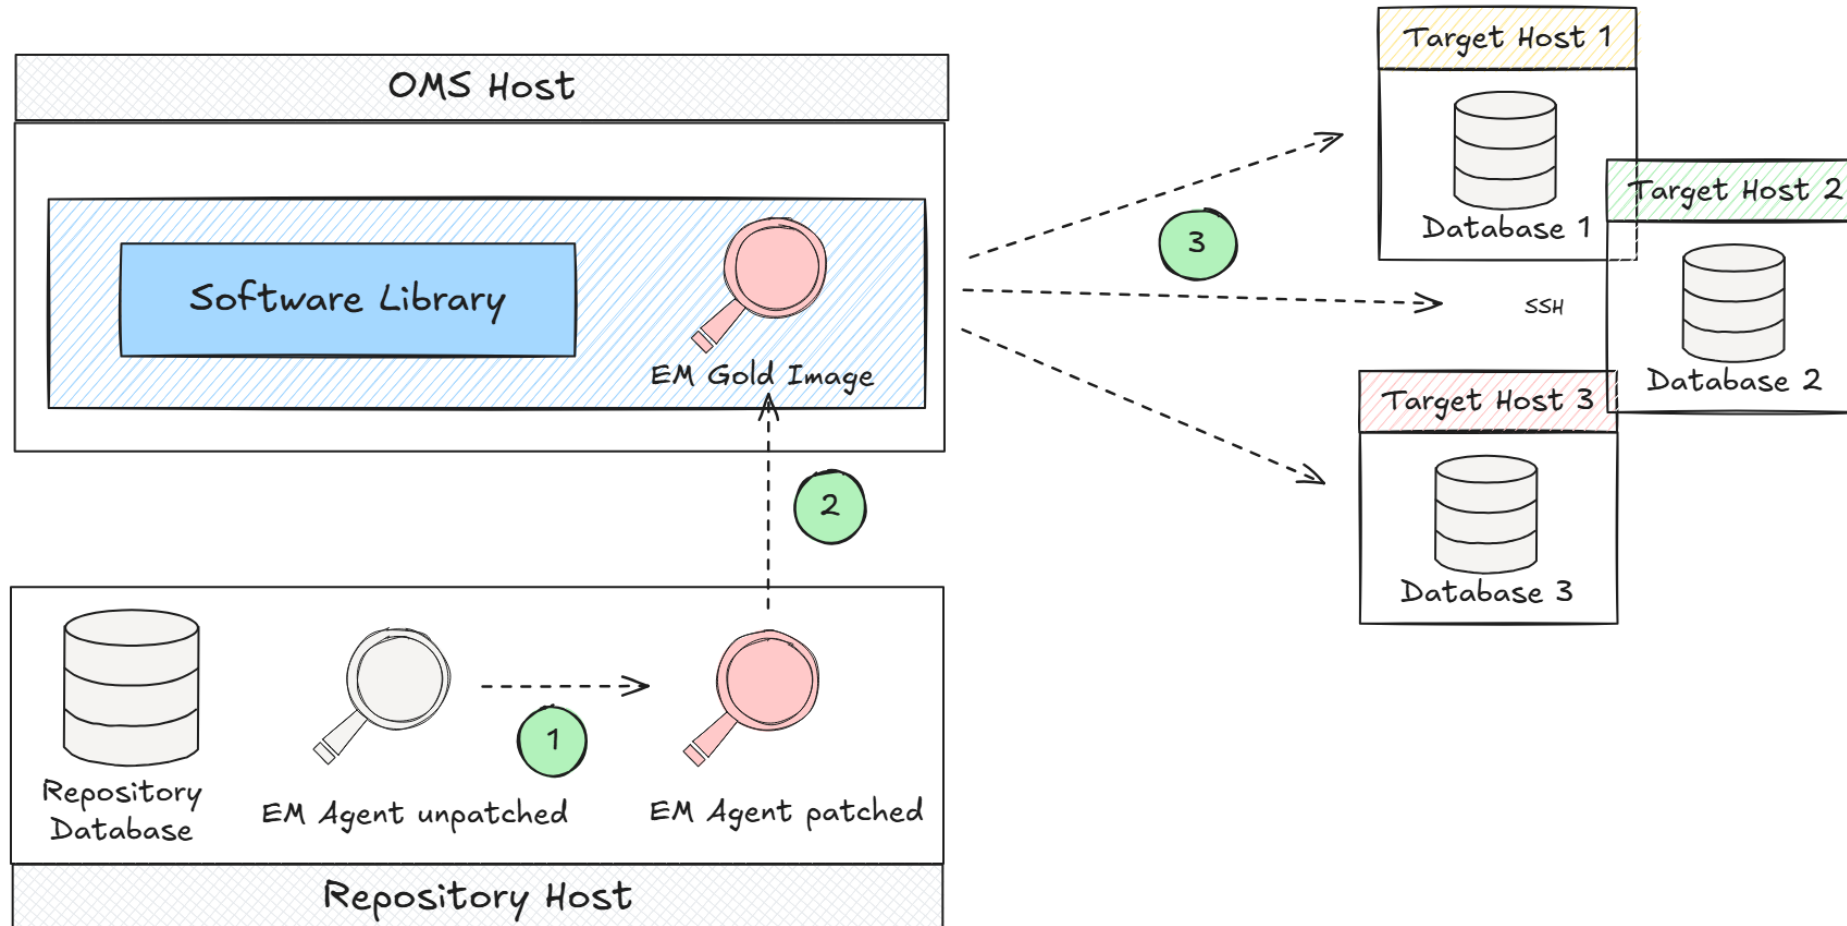 OMS Host
Software Library
EM Gold Image
2
Repository
Database
EM Agent unpatched
1
EM Agent patched
Repository Host
3
SSH
Target Host 1
Database 1
Target Host 2
Database 2
Target Host 3
Database 3